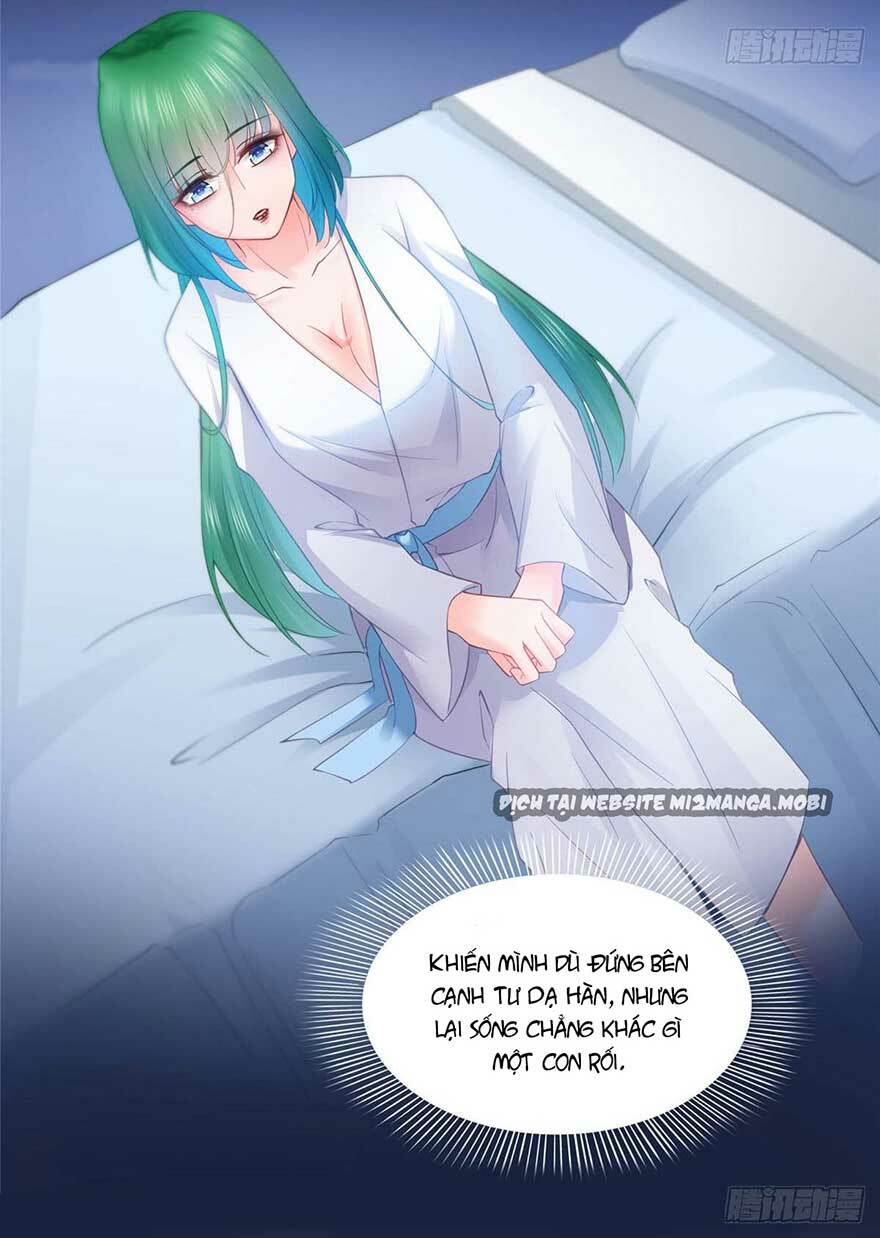 腾讯动漫
DỊCH TẠI WEBSITE MI2MANGA.MOBI
KHIẾN MÌNH DÙ ĐỨNG BÊN
CẠNH TƯ DẠ HÀN, NHƯNG
LẠI SỐNG CHẲNG KHÁC GÌ
MỘT CON RỐI.
腾讯动漫